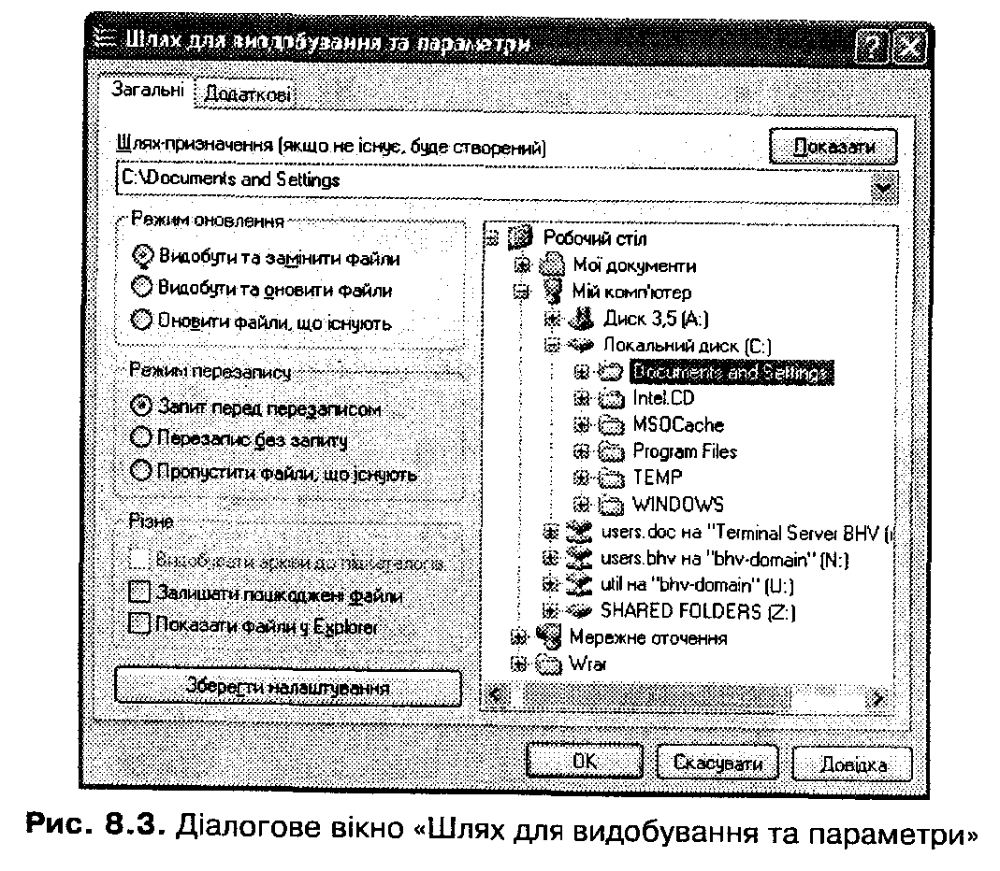 Шлях для видобування та параметри
Загальні Додаткові
Шлях-призначення (якщо не існує, буде створений)
Показати
C:\Documents and Settings
Режим оновлення
Видобути та замінити файли
Видобути та оновити файли
Оновити файли, що існують
Режим перезапису
Запит перед перезаписом
Перезапис без запиту
Пропустити файли, що існують
Різне
Видобувати архіви до підкаталогів
Залишати пошкоджені файли
Показати файли у Explorer
Зберегти налаштування
Робочий стіл
Мої документи
Мій комп'ютер
Диск 3,5 (A:)
Локальний диск (C:)
Documents and Settings
Intel.CD
MSOCache
Program Files
TEMP
WINDOWS
users.doc на "Terminal Server BHV (
users.bhv на "bhv-domain" (N:)
util на "bhv-domain" (U:)
SHARED FOLDERS (Z:)
Мережне оточення
Wrar
OK Скасувати Довідка
Рис. 8.3. Діалогове вікно «Шлях для видобування та параметри»